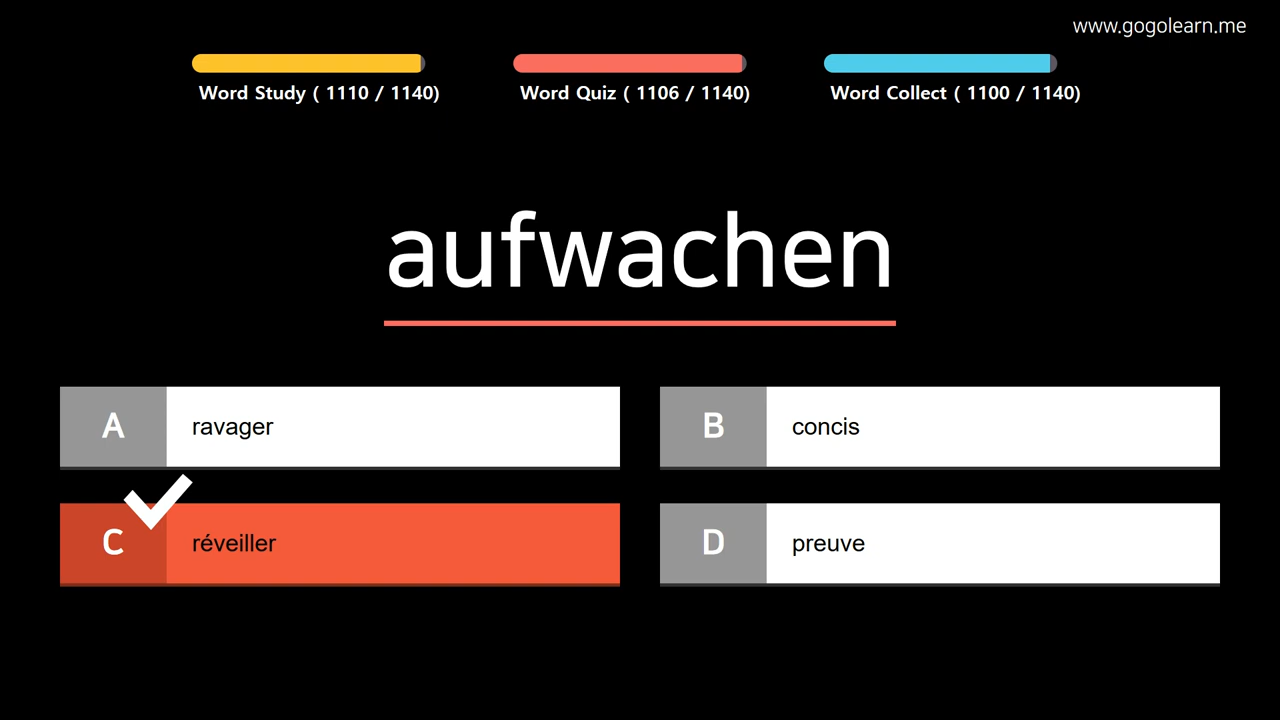 www.gogolearn.me
Word Study ( 1110 / 1140)
Word Quiz ( 1106 / 1140)
Word Collect ( 1100 / 1140)
aufwachen
A ravager
B concis
C réveiller
D preuve